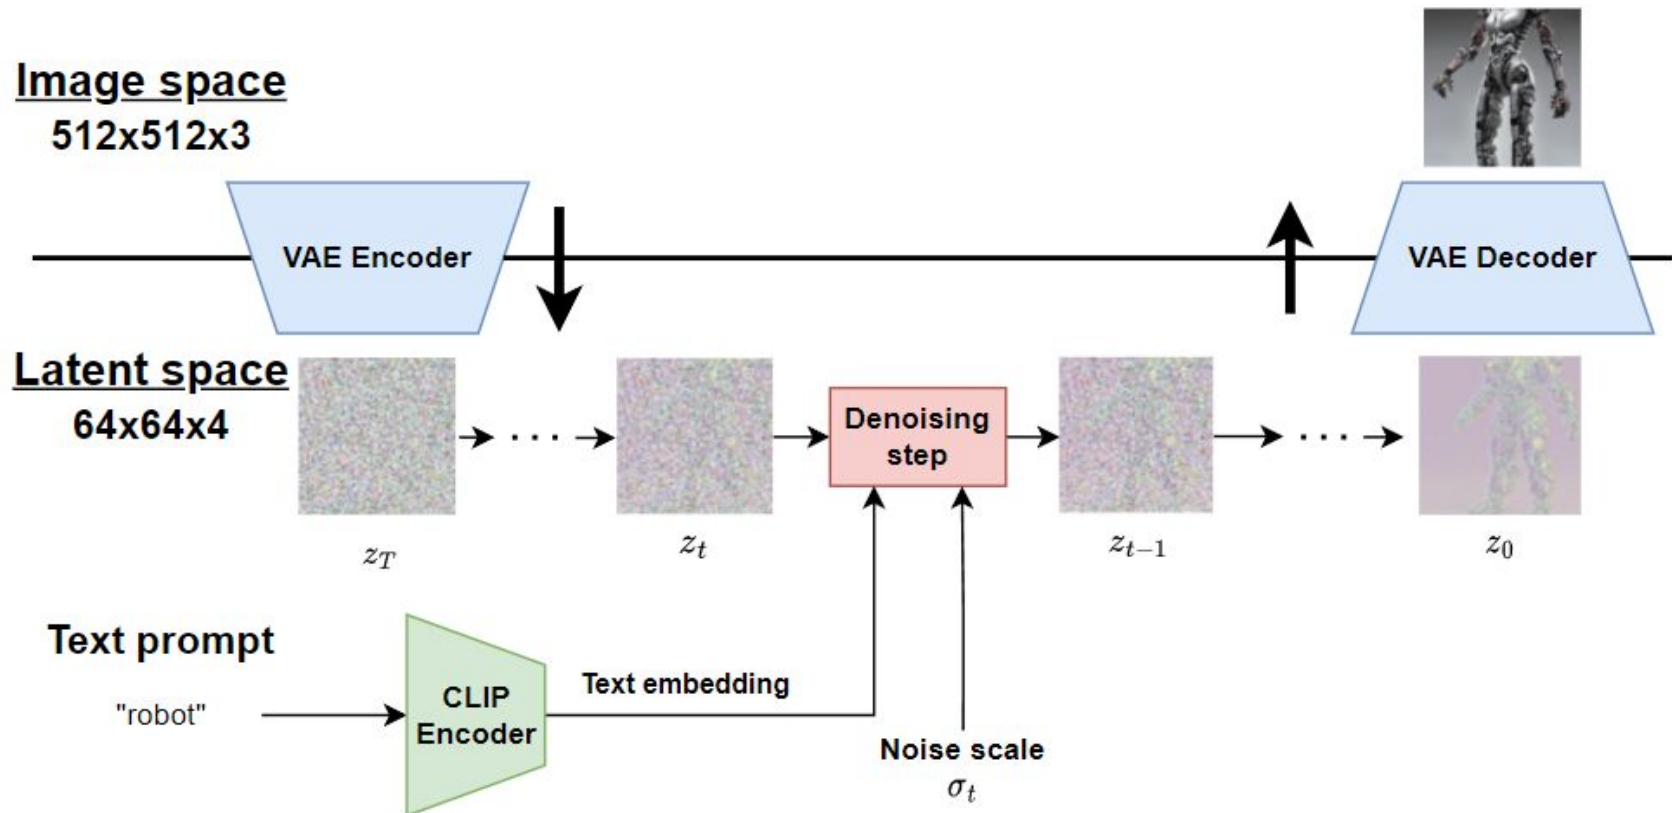 Image space
512x512x3
VAE Encoder
VAE Decoder
Latent space
64x64x4
Denoising
step
z_T
z_t
z_{t-1}
z_0
Text prompt
"robot"
CLIP
Encoder
Text embedding
Noise scale
σ_t